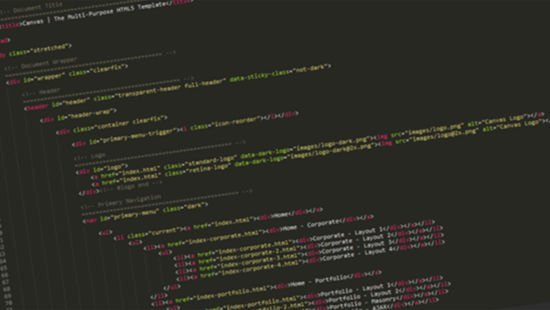 <!-- Document Title
<title>Canvas | The Multi-Purpose HTML5 Template</title>
class="stretched">
<!-- Document Wrapper
<div id="wrapper" class="clearfix">
<!-- Header
<header id="header" class="transparent-header full-header" data-sticky-class="not-dark">
<div id="header-wrap">
<div class="container clearfix">
<div id="primary-menu-trigger"><i class="icon-reorder"></i></div>
<!-- Logo
<div id="logo">
<a href="index.html" class="standard-logo" data-dark-logo="images/logo-dark.png"><img src="images/logo.png" alt="Canvas Logo"></a>
<a href="index.html" class="retina-logo" data-dark-logo="images/logo-dark@2x.png"><img src="images/logo@2x.png" alt="Canvas Logo"></a>
</div><!-- #logo end -->
<!-- Primary Navigation
<nav id="primary-menu" class="dark">
<ul>
<li class="current"><a href="index.html"><div>Home</div></a>
<ul>
<li><a href="index-corporate.html"><div>Home - Corporate</div></a>
<ul>
<li><a href="index-corporate.html"><div>Corporate - Layout 1</div></a></li>
<li><a href="index-corporate-2.html"><div>Corporate - Layout 2</div></a></li>
<li><a href="index-corporate-3.html"><div>Corporate - Layout 3</div></a></li>
<li><a href="index-corporate-4.html"><div>Corporate - Layout 4</div></a></li>
</ul>
</li>
<li><a href="index-portfolio.html"><div>Home - Portfolio</div></a>
<ul>
<li><a href="index-portfolio.html"><div>Portfolio - Layout 1</div></a></li>
<li><a href="index-portfolio-2.html"><div>Portfolio - Layout 2</div></a></li>
<div>Portfolio - Masonry</div></a></li>
<div>Portfolio - AJAX</div></a></li>